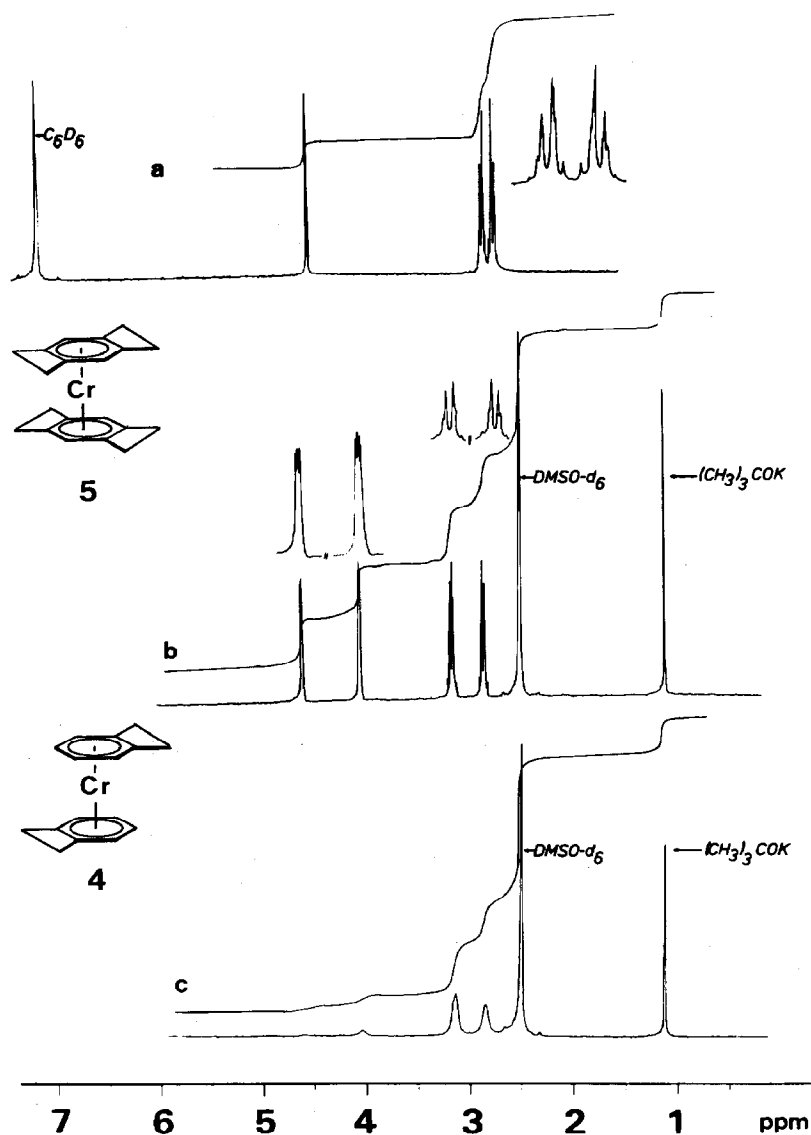 C₆D₆
a
Cr
5
DMSO-d₆
(CH₃)₃COK
b
Cr
4
DMSO-d₆
(CH₃)₃COK
c
7 6 5 4 3 2 1 ppm